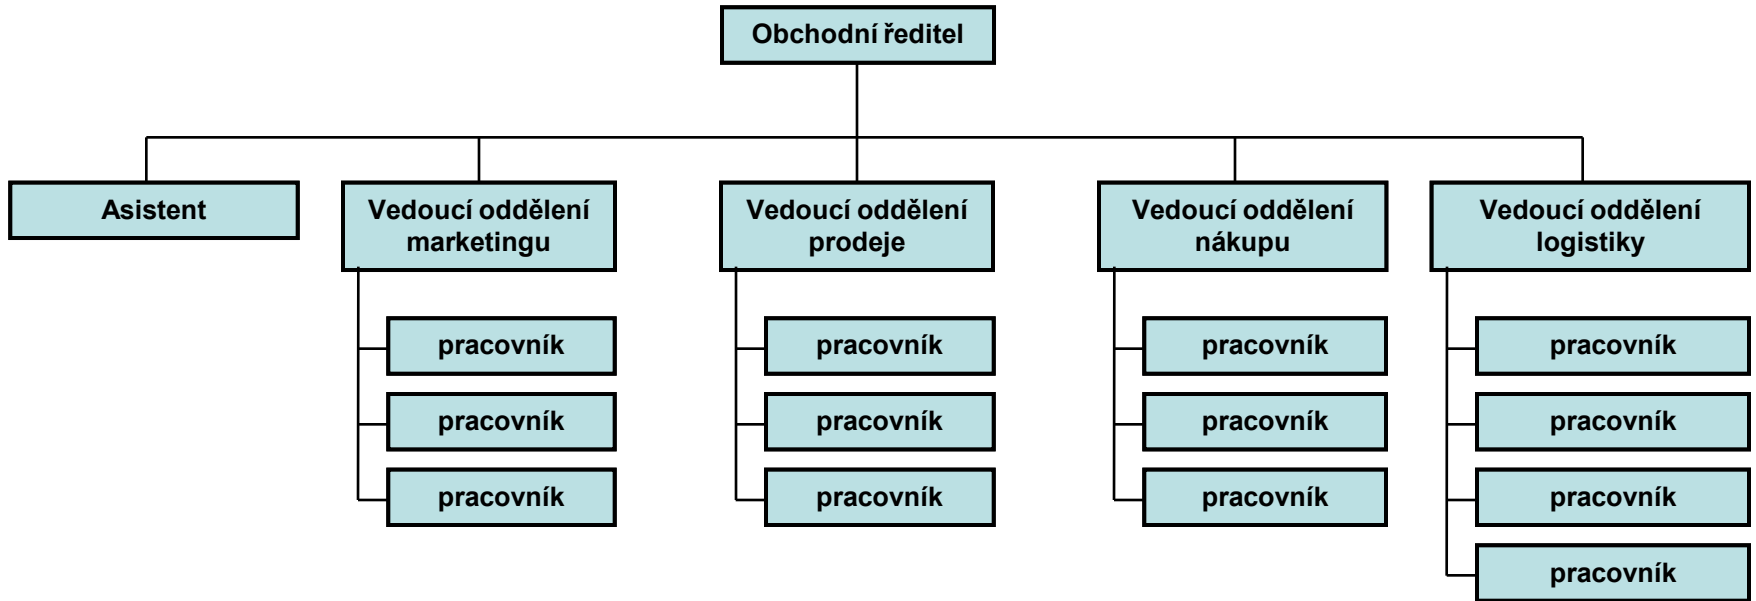 Obchodní ředitel
Asistent
Vedoucí oddělení
marketingu
Vedoucí oddělení
prodeje
Vedoucí oddělení
nákupu
Vedoucí oddělení
logistiky
pracovník
pracovník
pracovník
pracovník
pracovník
pracovník
pracovník
pracovník
pracovník
pracovník
pracovník
pracovník
pracovník